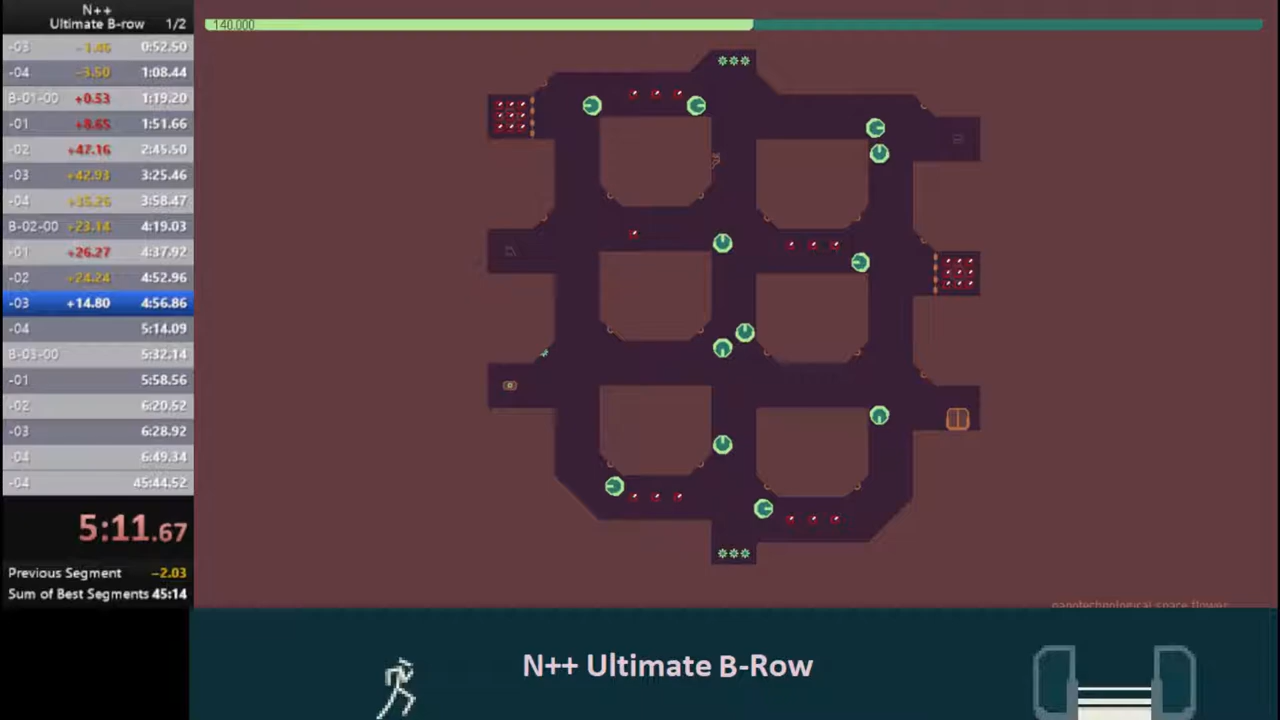 N++
Ultimate B-row 1/2
-03 -1.46 0:52.50
-04 -3.50 1:08.44
B-01-00 +0.53 1:19.20
-01 +8.65 1:51.66
-02 +47.16 2:45.50
-03 +42.93 3:25.46
-04 +35.26 3:58.47
B-02-00 +23.14 4:19.03
-01 +26.27 4:37.92
-02 +24.24 4:52.96
-03 +14.80 4:56.86
-04 5:14.09
B-03-00 5:32.14
-01 5:58.56
-02 6:20.52
-03 6:28.92
-04 6:49.34
-04 45:44.52
5:11.67
Previous Segment -2.03
Sum of Best Segments 45:14
140.000
nanotechnological space flower
N++ Ultimate B-Row